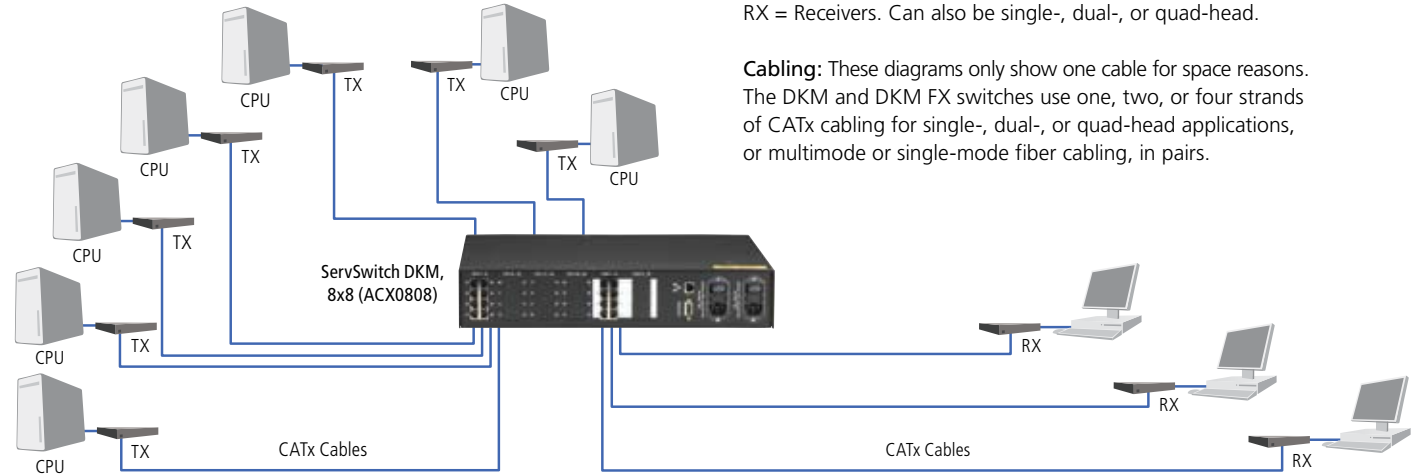 RX = Receivers. Can also be single-, dual-, or quad-head.
Cabling: These diagrams only show one cable for space reasons.
The DKM and DKM FX switches use one, two, or four strands
of CATx cabling for single-, dual-, or quad-head applications,
or multimode or single-mode fiber cabling, in pairs.
CPU
TX
TX
CPU
CPU
TX
TX
CPU
CPU
TX
ServSwitch DKM,
8x8 (ACX0808)
CPU
TX
RX
RX
CPU
TX
CATx Cables
CATx Cables
RX